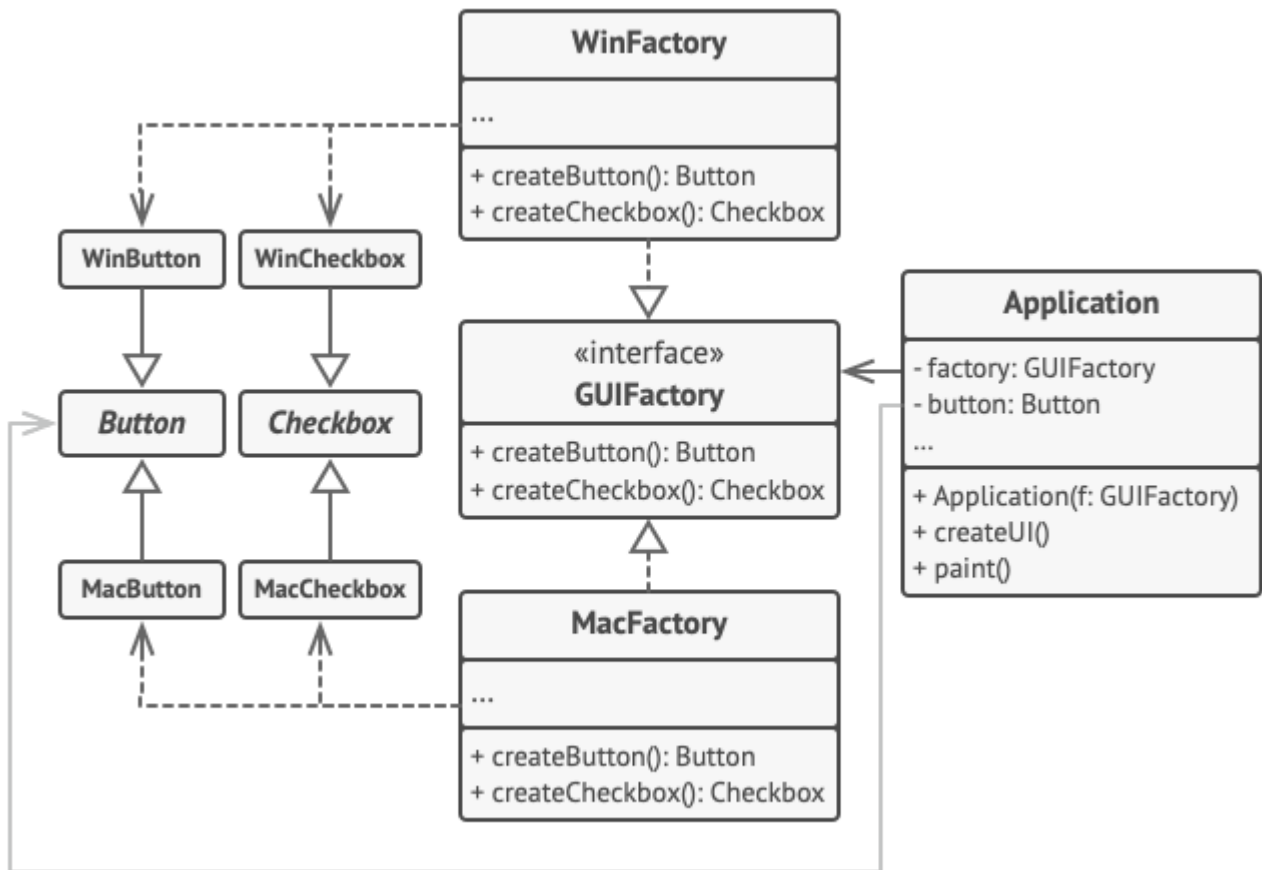 WinFactory
...
+ createButton(): Button
+ createCheckbox(): Checkbox
WinButton
WinCheckbox
Button
Checkbox
MacButton
MacCheckbox
«interface»
GUIFactory
+ createButton(): Button
+ createCheckbox(): Checkbox
MacFactory
...
+ createButton(): Button
+ createCheckbox(): Checkbox
Application
- factory: GUIFactory
- button: Button
...
+ Application(f: GUIFactory)
+ createUI()
+ paint()